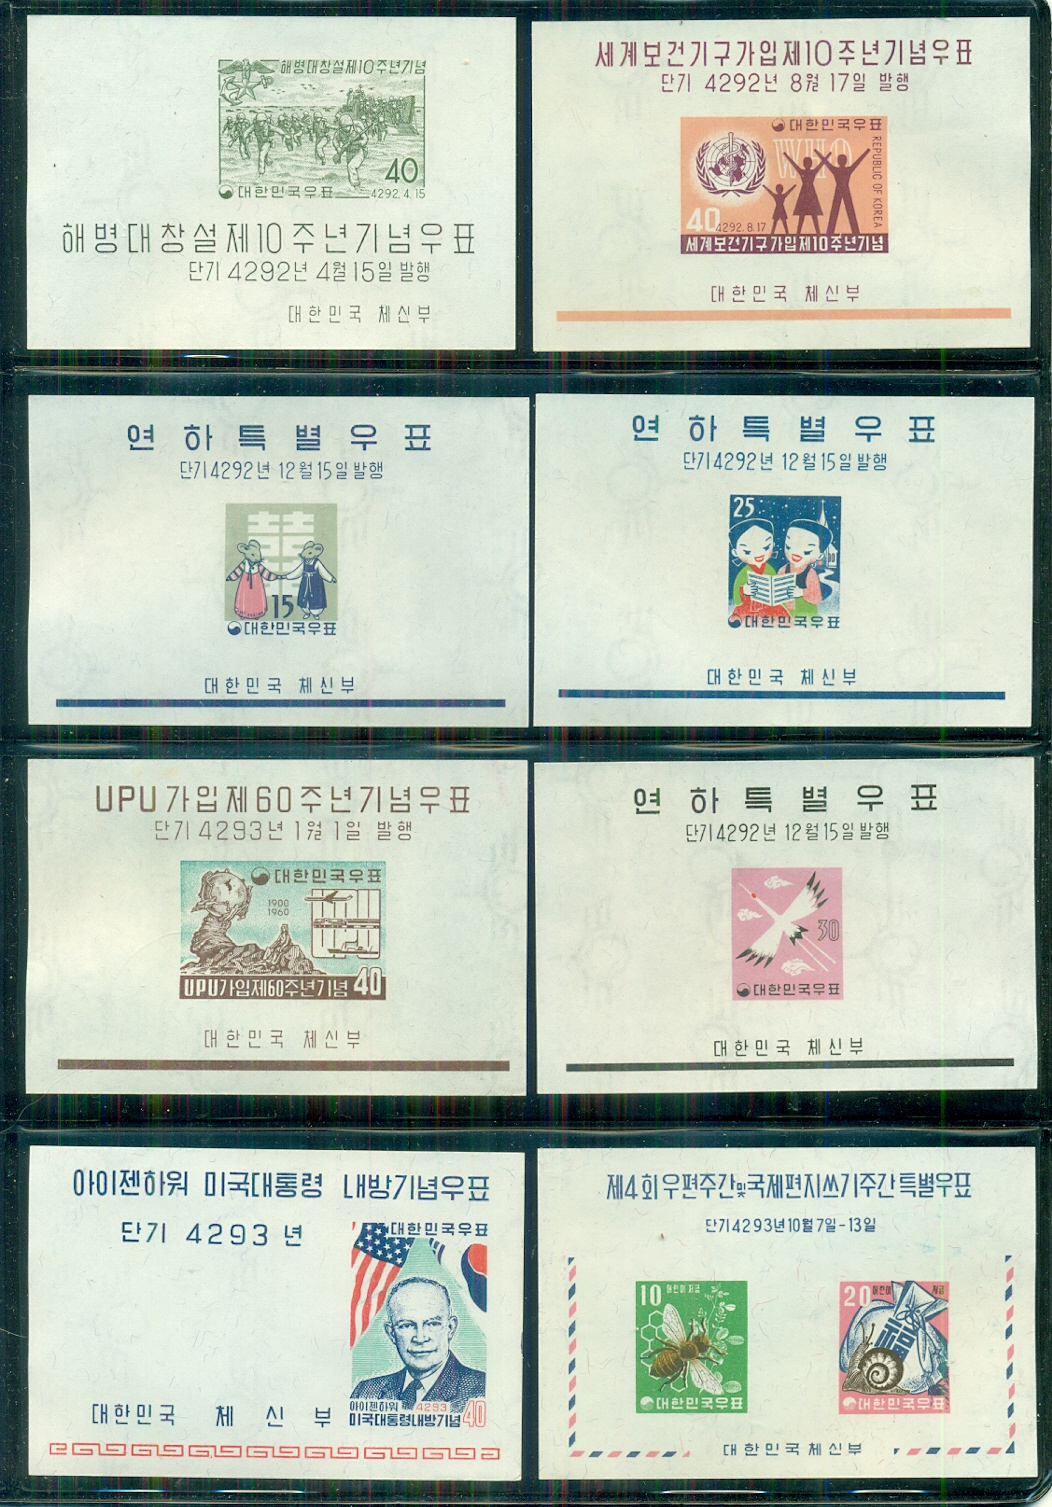 해병대창설제10주년기념
40
대한민국우표
4292.4.15
해병대창설제10주년기념우표
단기 4292년 4월 15일 발행
대한민국 체신부
세계보건기구가입제10주년기념우표
단기 4292년 8월 17일 발행
대한민국우표
WHO
REPUBLIC OF KOREA
40
4292.8.17
세계보건기구가입제10주년기념
대한민국 체신부
연하특별우표
단기4292년 12월15일발행
15
대한민국우표
대한민국 체신부
연하특별우표
단기4292년 12월15일발행
25
대한민국우표
대한민국 체신부
UPU가입제60주년기념우표
단기 4293년 1월 1일 발행
대한민국우표
1900
1960
UPU가입제60주년기념 40
대한민국 체신부
연하특별우표
단기4292년 12월15일발행
30
대한민국우표
대한민국 체신부
아이젠하워 미국대통령 내방기념우표
단기 4293년
대한민국우표
아이젠하워 4293
미국대통령내방기념 40
대한민국 체신부
제4회우편주간및국제편지쓰기주간특별우표
단기4293년10월7일-13일
10 어린이저금
대한민국우표
20 어린이 저금
대한민국우표
대한민국체신부